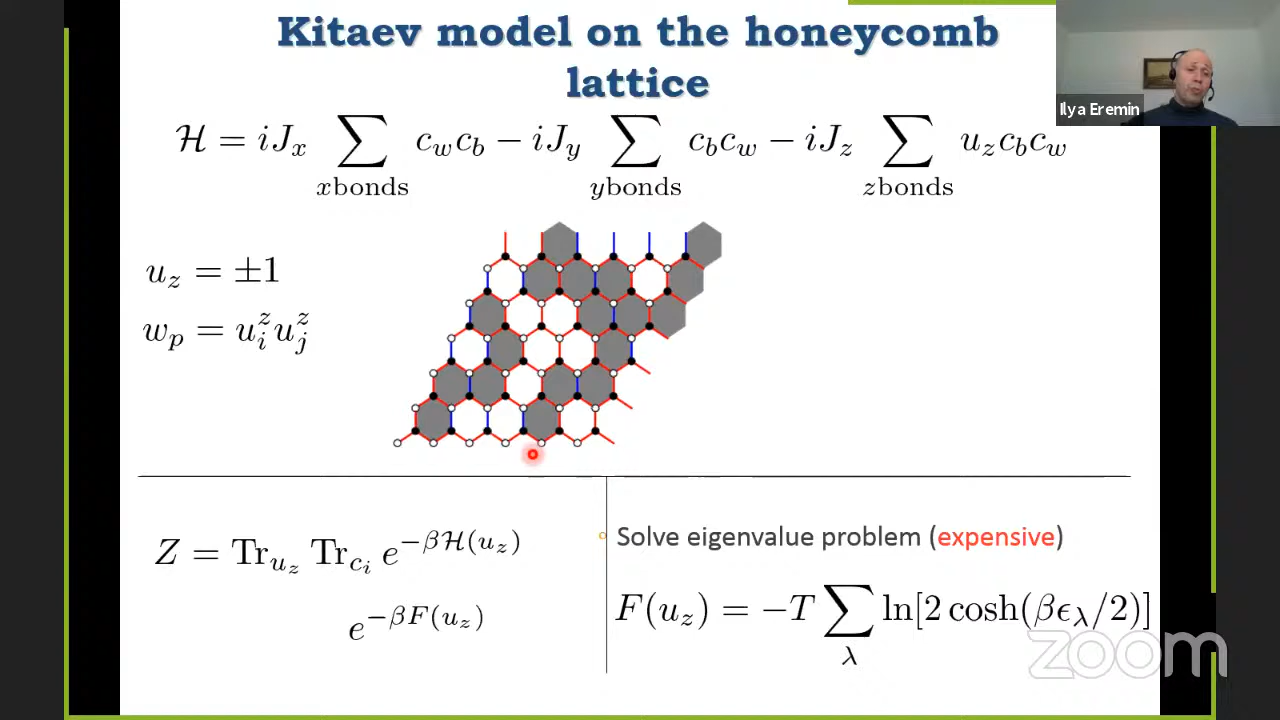 Kitaev model on the honeycomb
lattice
Ilya Eremin
ℋ = iJ_x ∑_{x bonds} c_w c_b − iJ_y ∑_{y bonds} c_b c_w − iJ_z ∑_{z bonds} u_z c_b c_w
u_z = ±1
w_p = u_i^z u_j^z
Z = Tr_{u_z} Tr_{c_i} e^{−βℋ(u_z)}
e^{−βF(u_z)}
Solve eigenvalue problem (expensive)
F(u_z) = −T ∑_λ ln[2 cosh(βϵ_λ/2)]
zoom